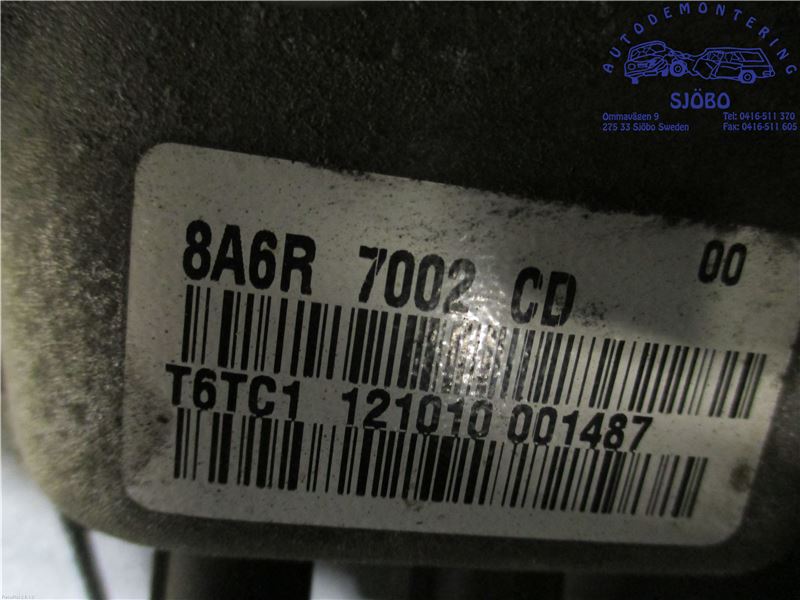 AUTODEMONTERING
SJÖBO
Ommavägen 9 Tel: 0416-511 370
275 33 Sjöbo Sweden Fax: 0416-511 605
8A6R 7002 CD 00
T6TC1 121010 001487